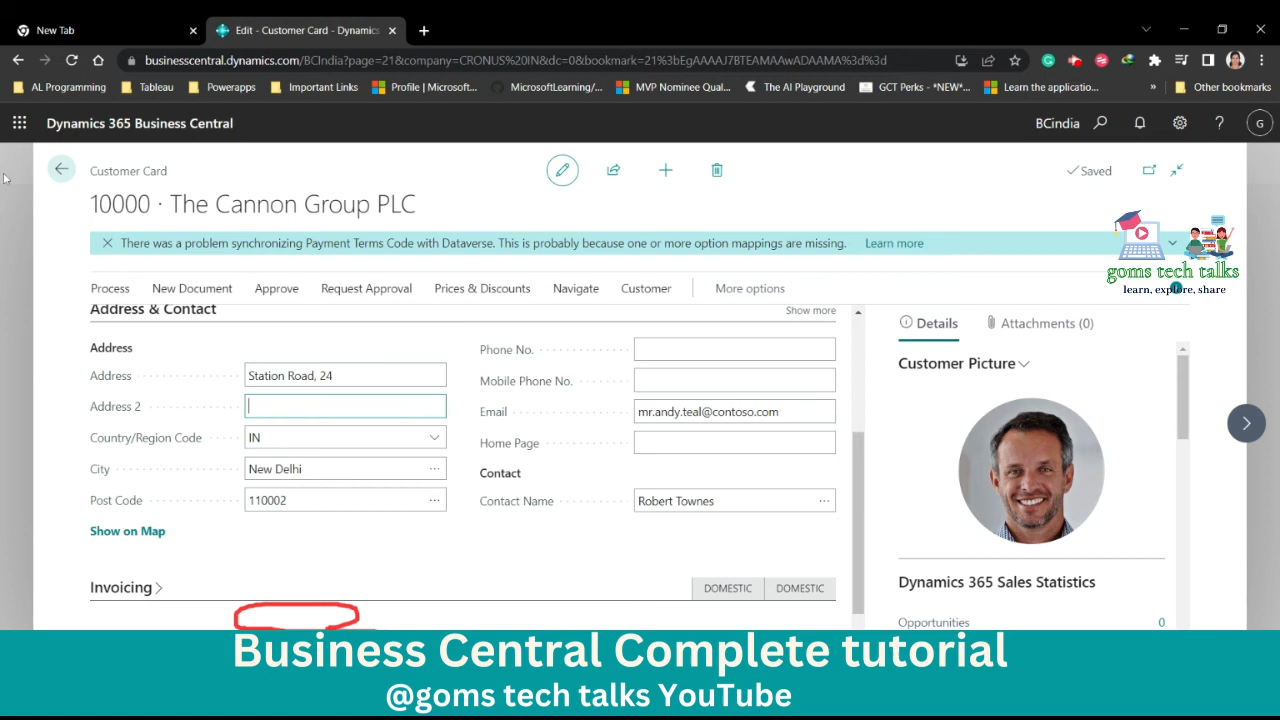 New Tab
Edit - Customer Card - Dynamics
businesscentral.dynamics.com/BCIndia?page=21&company=CRONUS%20IN&dc=0&bookmark=21%3bEgAAAAJ7BTEAMAAwADAAMA%3d%3d
AL Programming Tableau Powerapps Important Links Profile | Microsoft... MicrosoftLearning/... MVP Nominee Qual... The AI Playground GCT Perks - *NEW*... Learn the applicatio... » Other bookmarks
Dynamics 365 Business Central
BCindia
?
G
Customer Card
Saved
10000 · The Cannon Group PLC
There was a problem synchronizing Payment Terms Code with Dataverse. This is probably because one or more option mappings are missing. Learn more
goms tech talks
learn, explore, share
Process New Document Approve Request Approval Prices & Discounts Navigate Customer More options
Address & Contact
Show more
Address
Address Station Road, 24
Address 2
Country/Region Code IN
City New Delhi ...
Post Code 110002 ...
Show on Map
Phone No.
Mobile Phone No.
Email mr.andy.teal@contoso.com
Home Page
Contact
Contact Name Robert Townes ...
Invoicing
DOMESTIC DOMESTIC
Details Attachments (0)
Customer Picture
Dynamics 365 Sales Statistics
Opportunities 0
Business Central Complete tutorial
@goms tech talks YouTube